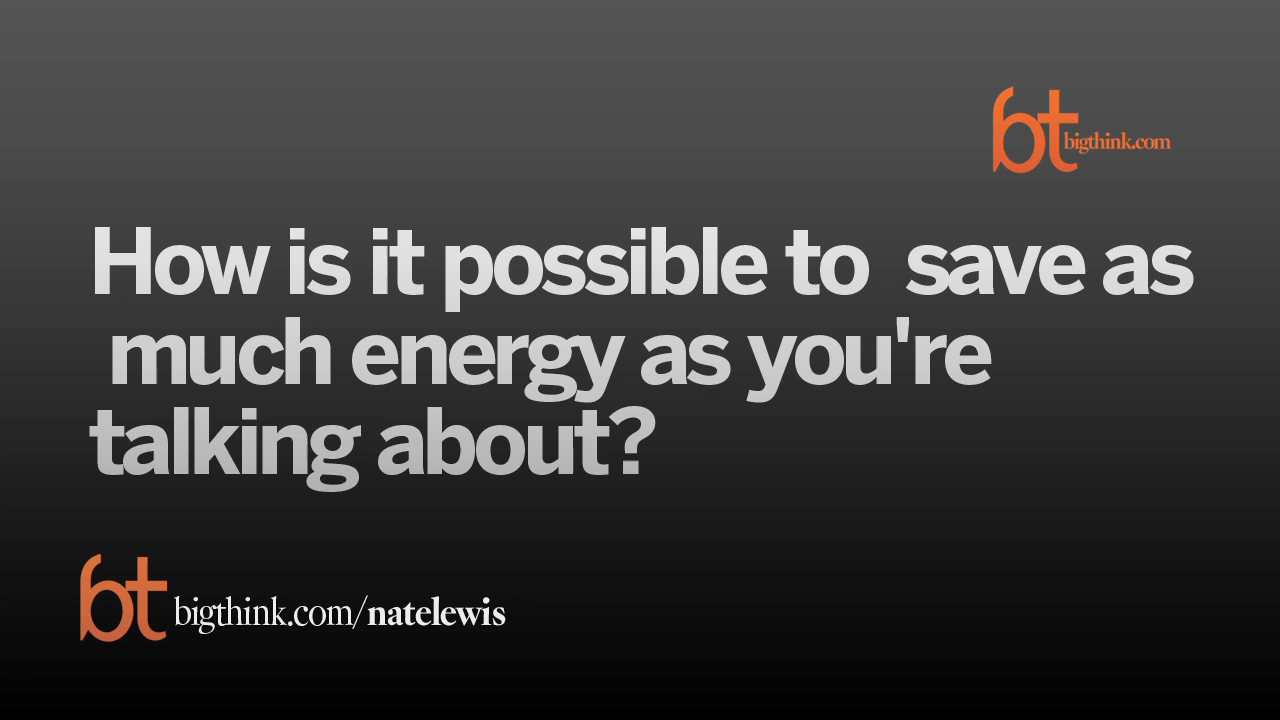 bt bigthink.com
How is it possible to save as
much energy as you're
talking about?
bt bigthink.com/natelewis